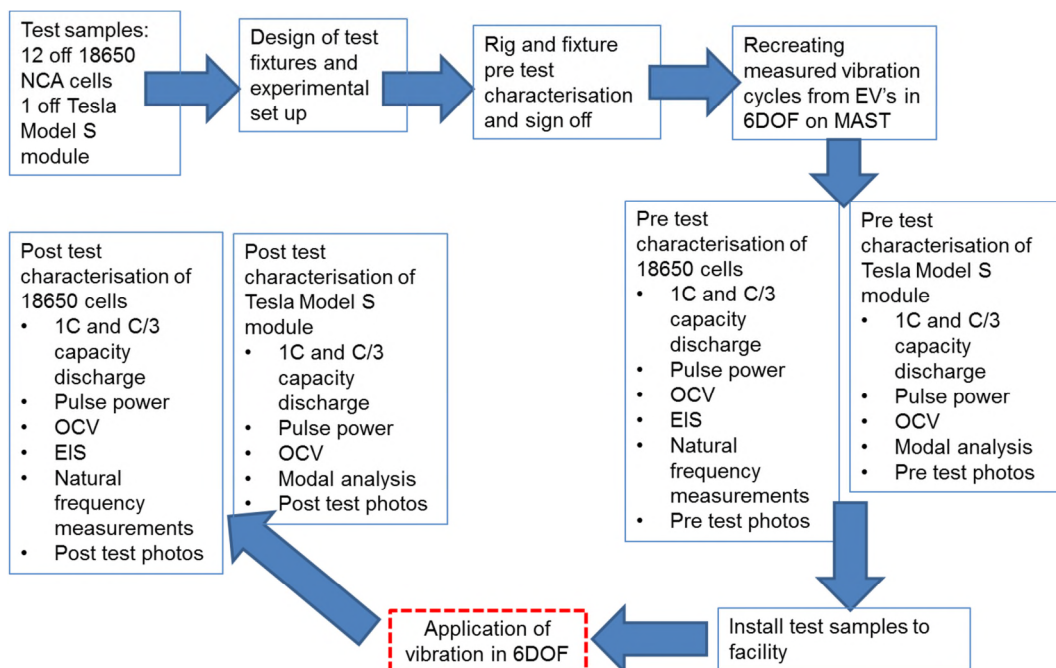 Test samples:
12 off 18650
NCA cells
1 off Tesla
Model S
module
Design of test
fixtures and
experimental
set up
Rig and fixture
pre test
characterisation
and sign off
Recreating
measured vibration
cycles from EV's in
6DOF on MAST
Pre test
characterisation of
18650 cells
• 1C and C/3
capacity
discharge
• Pulse power
• OCV
• EIS
• Natural
frequency
measurements
• Pre test photos
Pre test
characterisation of
Tesla Model S
module
• 1C and C/3
capacity
discharge
• Pulse power
• OCV
• Modal analysis
• Pre test photos
Install test samples to
facility
Application of
vibration in 6DOF
Post test
characterisation of
18650 cells
• 1C and C/3
capacity
discharge
• Pulse power
• OCV
• EIS
• Natural
frequency
measurements
• Post test photos
Post test
characterisation of
Tesla Model S
module
• 1C and C/3
capacity
discharge
• Pulse power
• OCV
• Modal analysis
• Post test photos